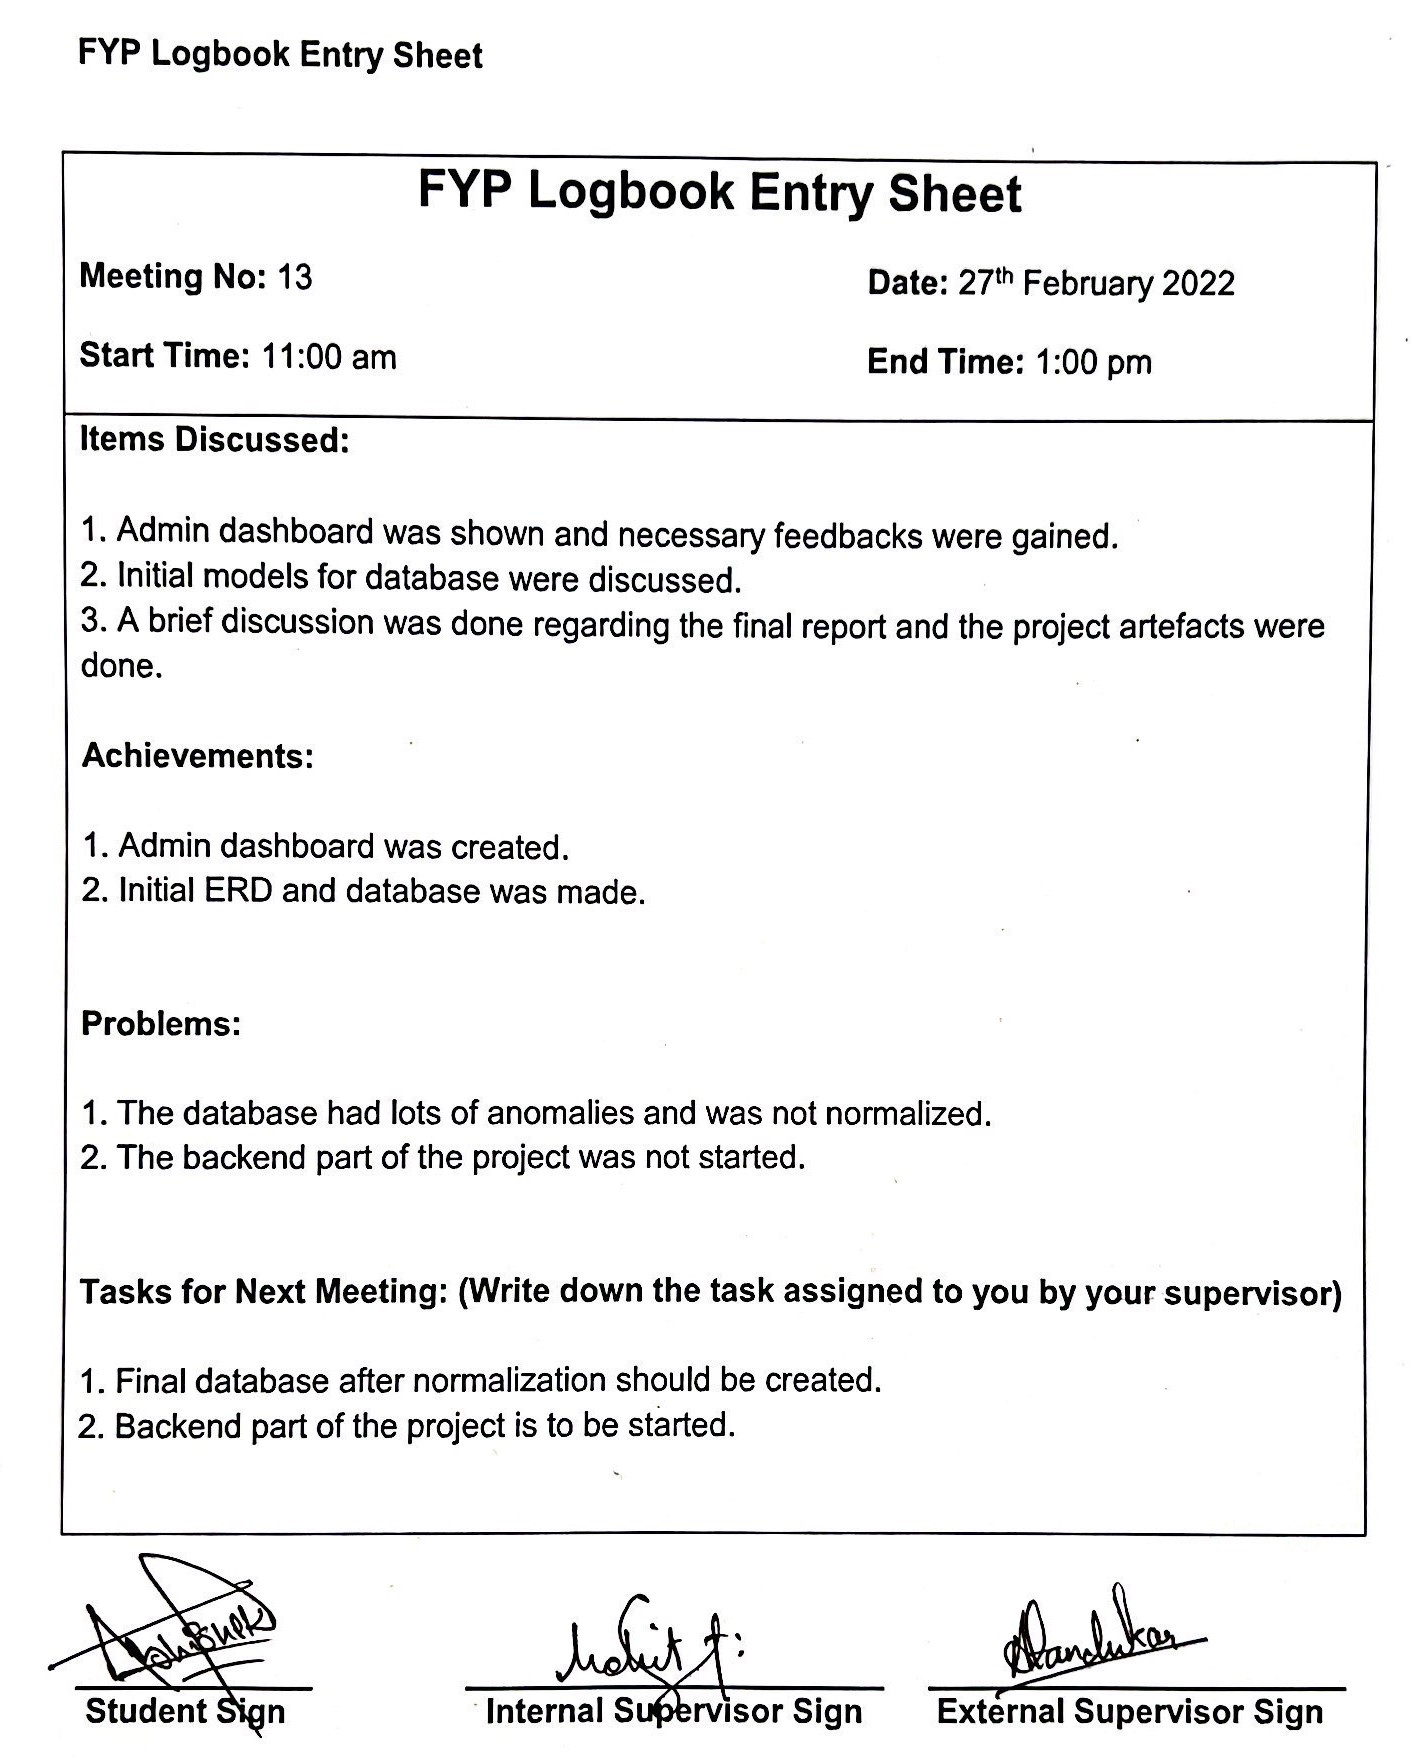 FYP Logbook Entry Sheet
FYP Logbook Entry Sheet
Meeting No: 13 Date: 27th February 2022
Start Time: 11:00 am End Time: 1:00 pm
Items Discussed:
1. Admin dashboard was shown and necessary feedbacks were gained.
2. Initial models for database were discussed.
3. A brief discussion was done regarding the final report and the project artefacts were
done.
Achievements:
1. Admin dashboard was created.
2. Initial ERD and database was made.
Problems:
1. The database had lots of anomalies and was not normalized.
2. The backend part of the project was not started.
Tasks for Next Meeting: (Write down the task assigned to you by your supervisor)
1. Final database after normalization should be created.
2. Backend part of the project is to be started.
Abhishek Mohit
Student Sign Internal Supervisor Sign External Supervisor Sign